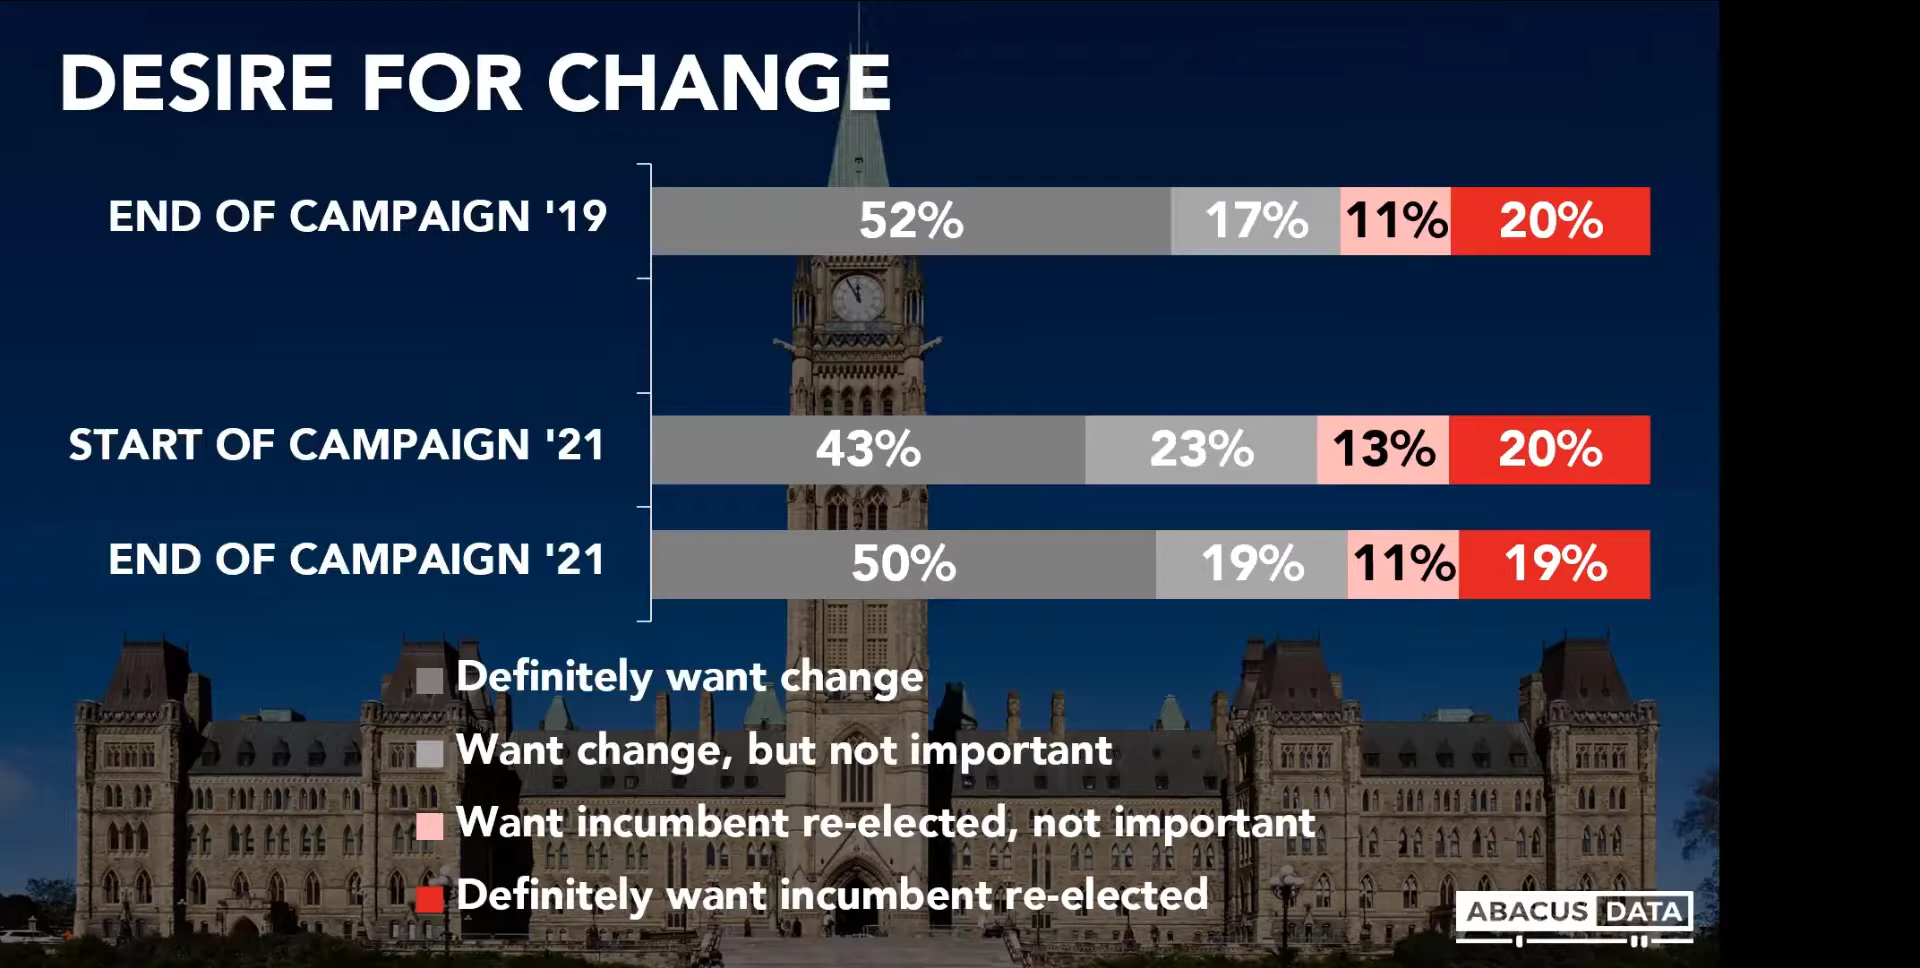 DESIRE FOR CHANGE
END OF CAMPAIGN '19
52% 17% 11% 20%
START OF CAMPAIGN '21
43% 23% 13% 20%
END OF CAMPAIGN '21
50% 19% 11% 19%
Definitely want change
Want change, but not important
Want incumbent re-elected, not important
Definitely want incumbent re-elected
ABACUS DATA